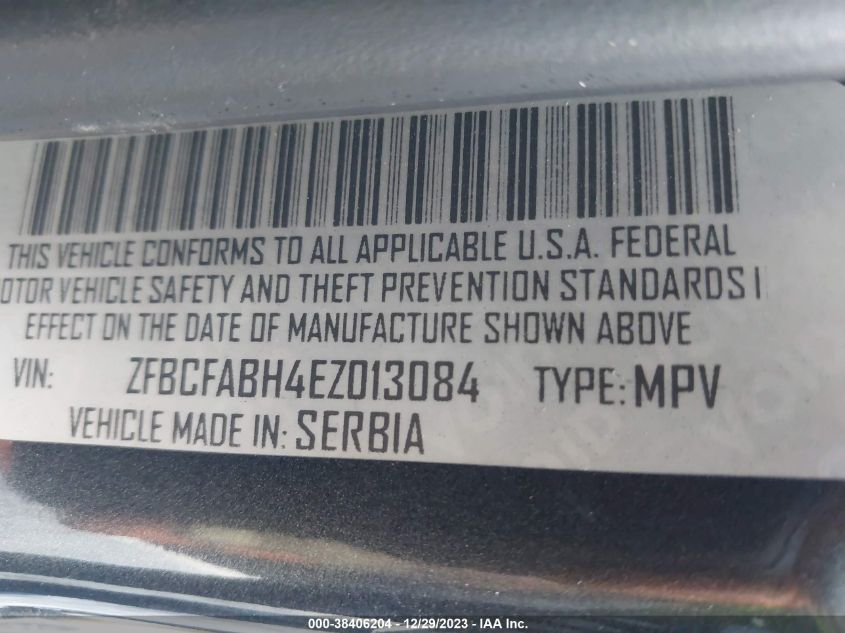 THIS VEHICLE CONFORMS TO ALL APPLICABLE U.S.A. FEDERAL
OTOR VEHICLE SAFETY AND THEFT PREVENTION STANDARDS I
EFFECT ON THE DATE OF MANUFACTURE SHOWN ABOVE
VIN: ZFBCFABH4EZ013084 TYPE: MPV
VEHICLE MADE IN: SERBIA
000-38406204 - 12/29/2023 - IAA Inc.